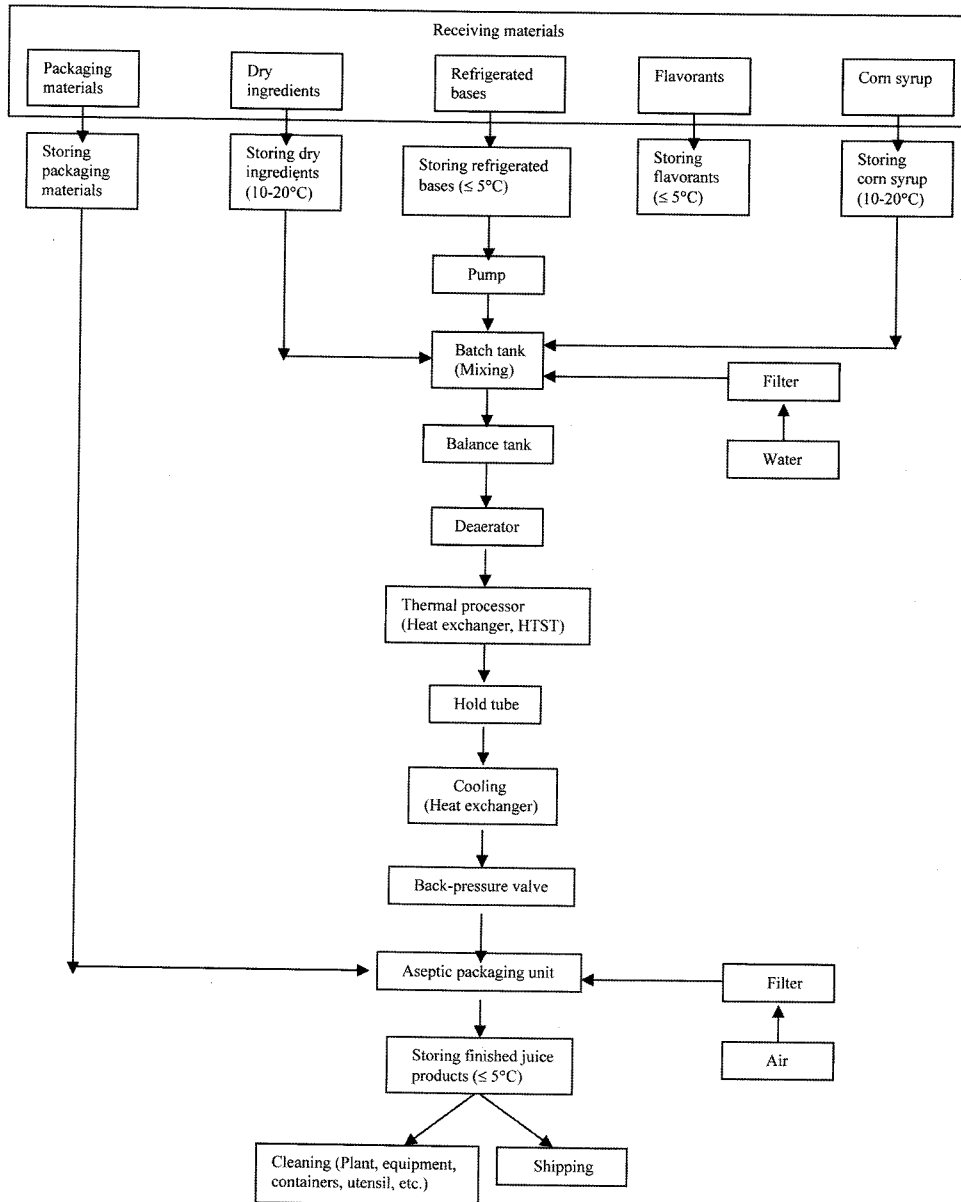 Receiving materials
Packaging
materials
Dry
ingredients
Refrigerated
bases
Flavorants
Corn syrup
Storing
packaging
materials
Storing dry
ingredients
(10-20°C)
Storing refrigerated
bases (≤ 5°C)
Storing
flavorants
(≤ 5°C)
Storing
corn syrup
(10-20°C)
Pump
Batch tank
(Mixing)
Filter
Water
Balance tank
Deaerator
Thermal processor
(Heat exchanger, HTST)
Hold tube
Cooling
(Heat exchanger)
Back-pressure valve
Aseptic packaging unit
Filter
Air
Storing finished juice
products (≤ 5°C)
Cleaning (Plant, equipment,
containers, utensil, etc.)
Shipping